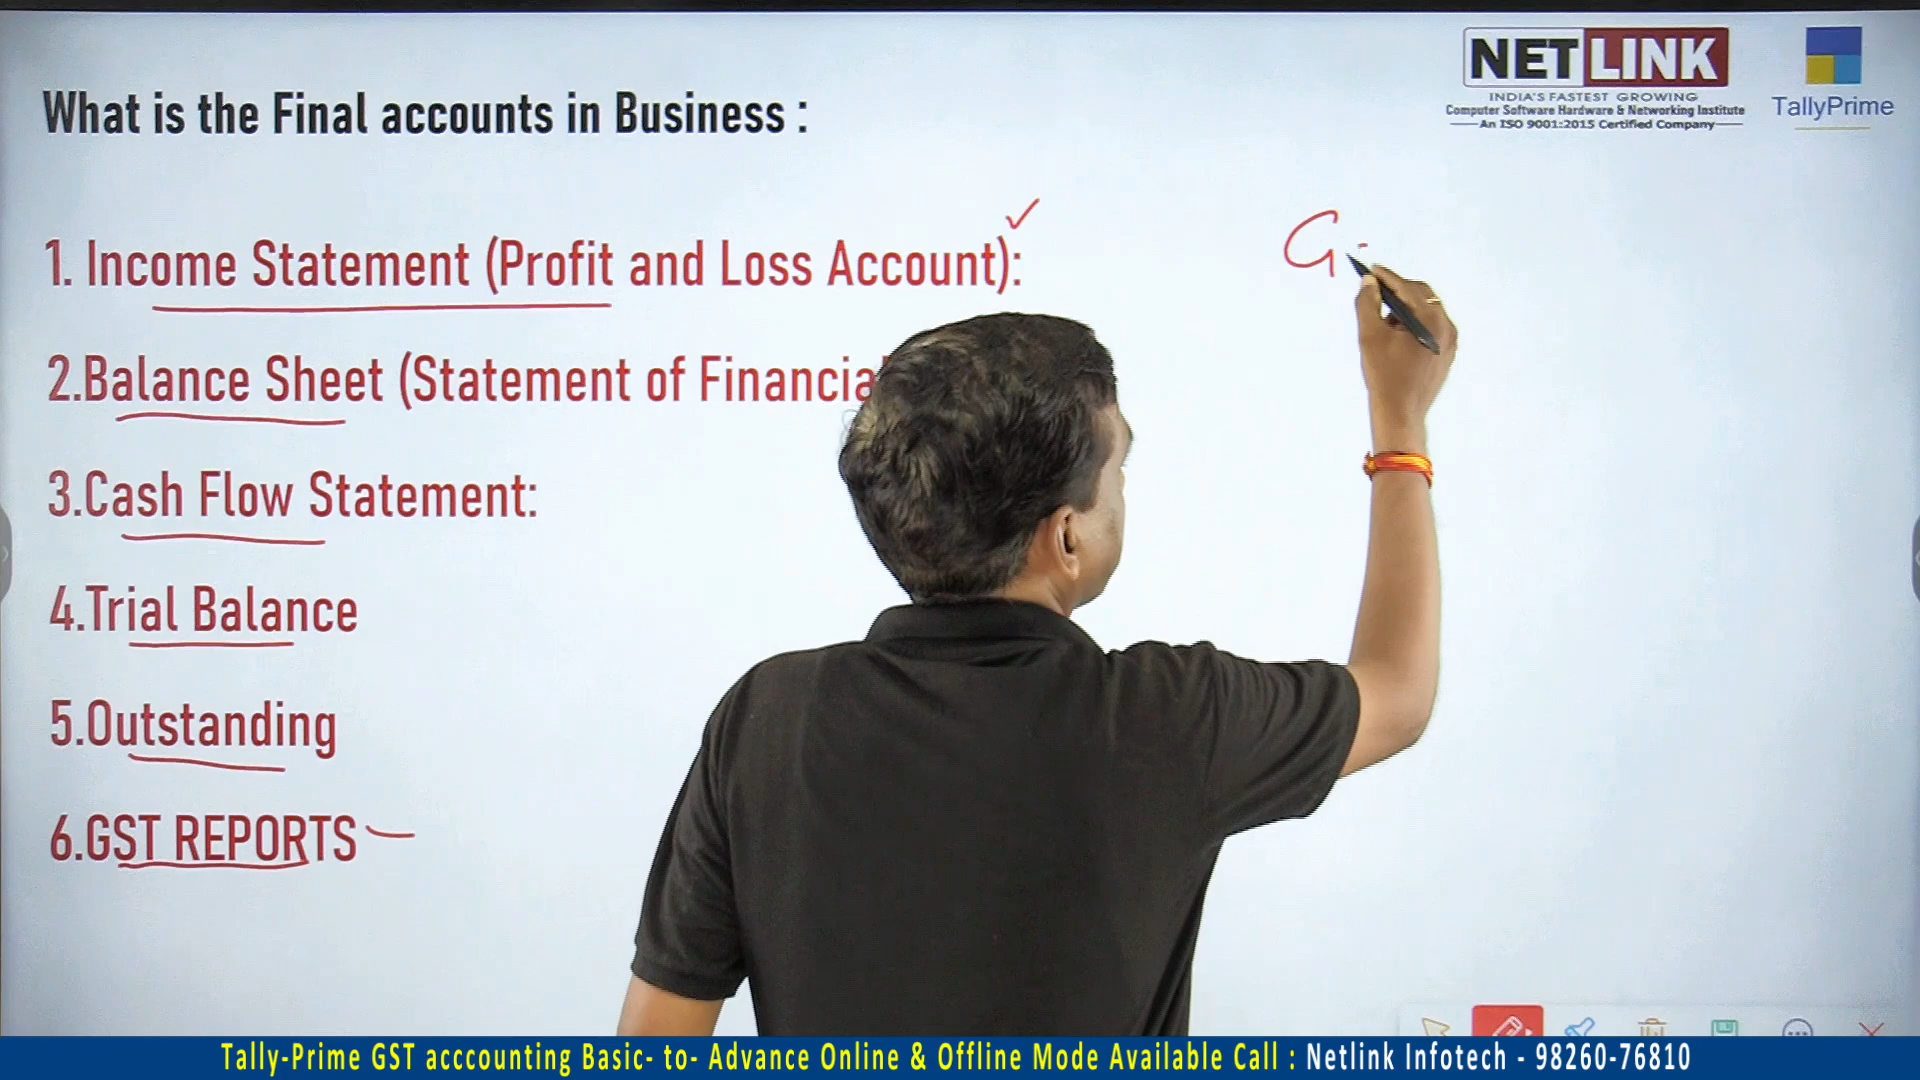 What is the Final accounts in Business :
NETLINK
INDIA'S FASTEST GROWING
Computer Software Hardware & Networking Institute
An ISO 9001:2015 Certified Company
TallyPrime
1. Income Statement (Profit and Loss Account):
2.Balance Sheet (Statement of Financia
3.Cash Flow Statement:
4.Trial Balance
5.Outstanding
6.GST REPORTS
G
Tally-Prime GST acccounting Basic- to- Advance Online & Offline Mode Available Call : Netlink Infotech - 98260-76810